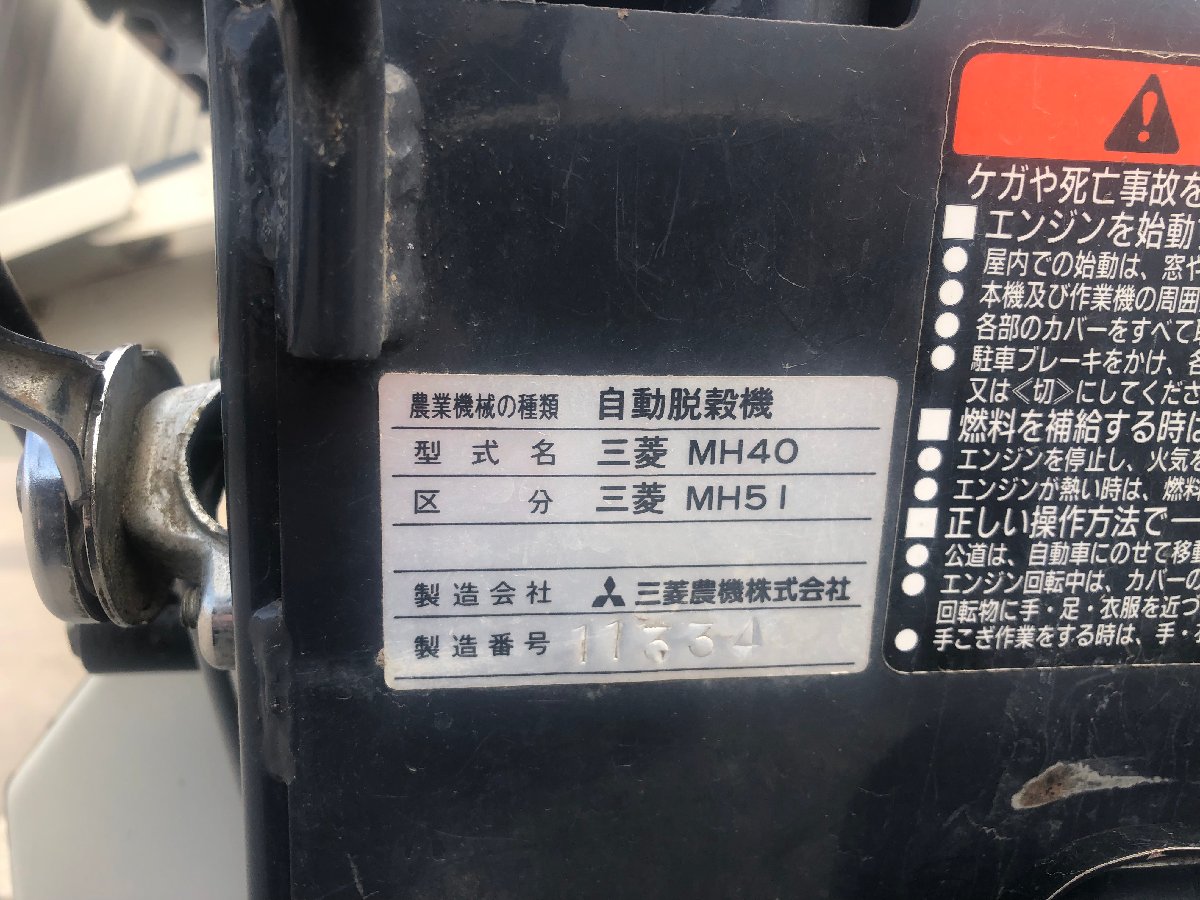 農業機械の種類 自動脱穀機
型式名 三菱 MH40
区分 三菱 MH51
製造会社 三菱農機株式会社
製造番号 11334
ケガや死亡事故を
エンジンを始動
屋内での始動は、窓や
本機及び作業機の周囲
各部のカバーをすべて
駐車ブレーキをかけ、各
又は＜切＞にしてくださ
燃料を補給する時は
エンジンを停止し、火気を
エンジンが熱い時は、燃料
正しい操作方法で一
公道は、自動車にのせて移動
エンジン回転中は、カバーの
回転物に手・足・衣服を近づ
手こぎ作業をする時は、手・